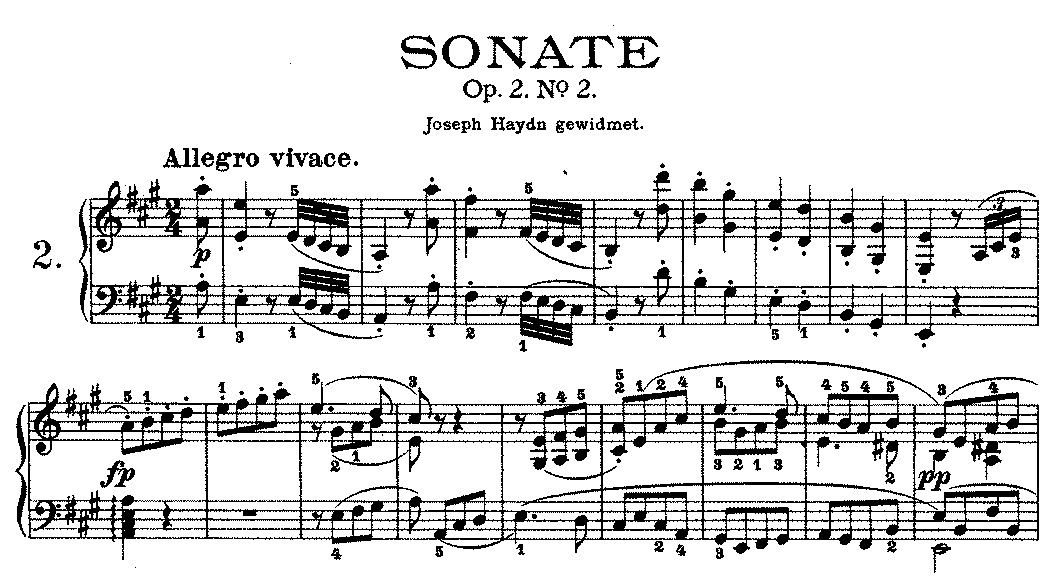 SONATE
Op. 2. Nº 2.
Joseph Haydn gewidmet.
Allegro vivace.
2.
p
fp
pp